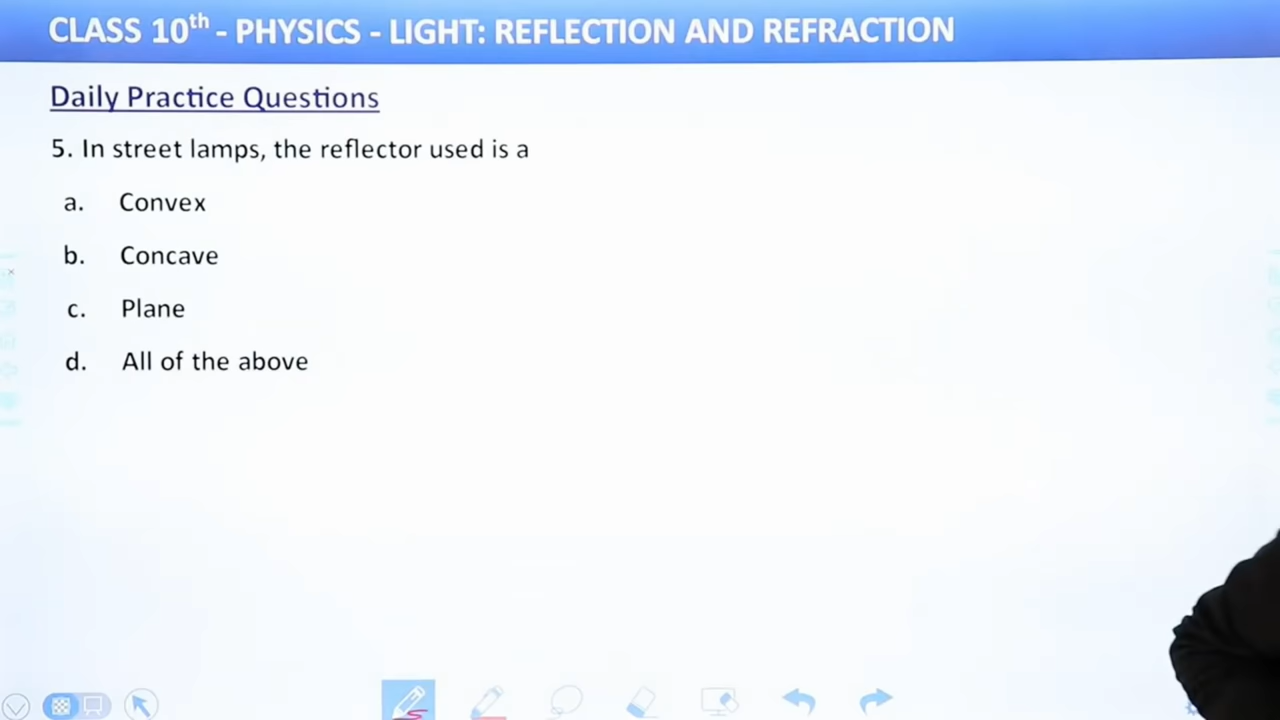 CLASS 10th - PHYSICS - LIGHT: REFLECTION AND REFRACTION
Daily Practice Questions
5. In street lamps, the reflector used is a
a. Convex
b. Concave
c. Plane
d. All of the above